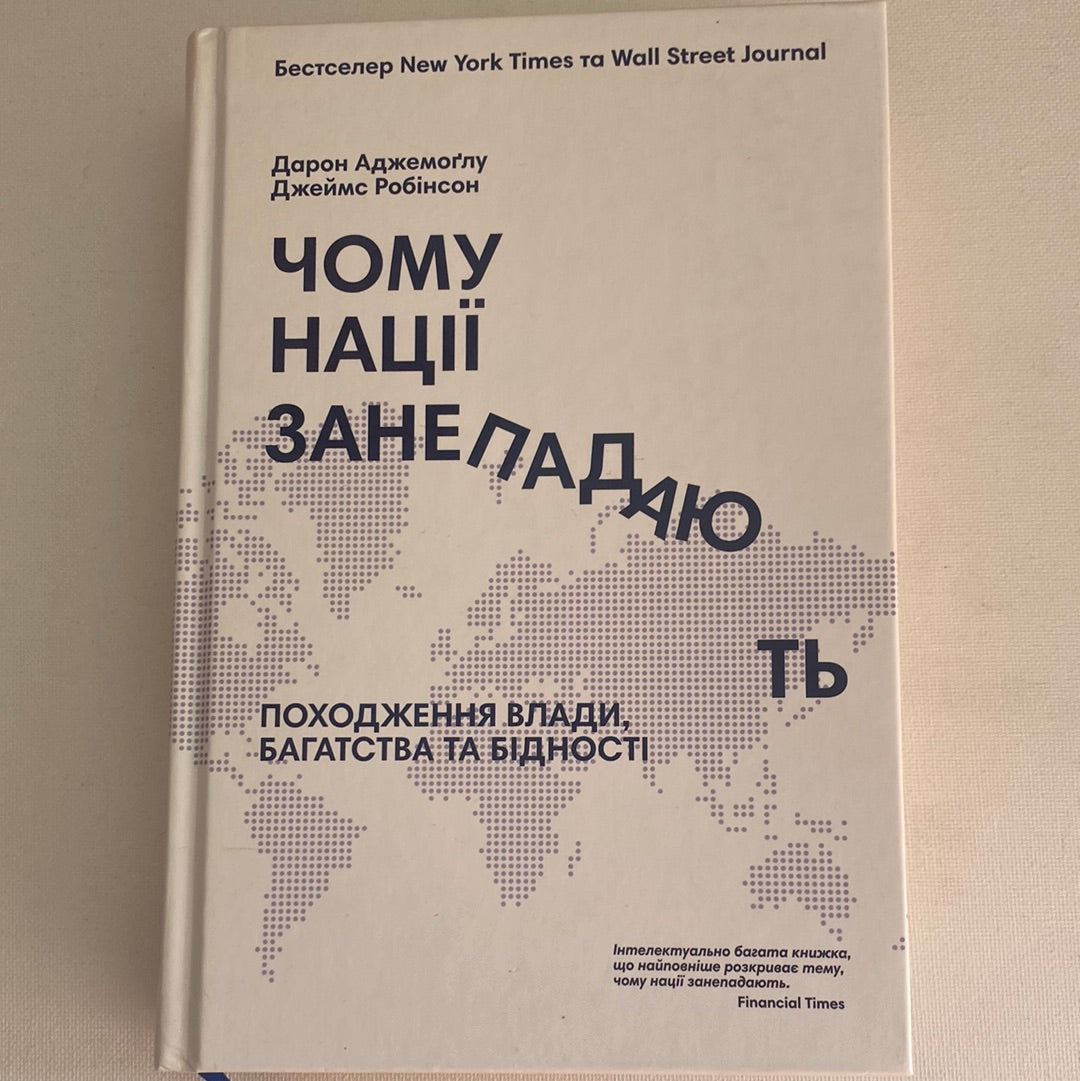 Бестселер New York Times та Wall Street Journal
Дарон Аджемоґлу
Джеймс Робінсон
ЧОМУ
НАЦІЇ
ЗАНЕПАДАЮ
ТЬ
ПОХОДЖЕННЯ ВЛАДИ,
БАГАТСТВА ТА БІДНОСТІ
Інтелектуально багата книжка,
що найповніше розкриває тему,
чому нації занепадають.
Financial Times